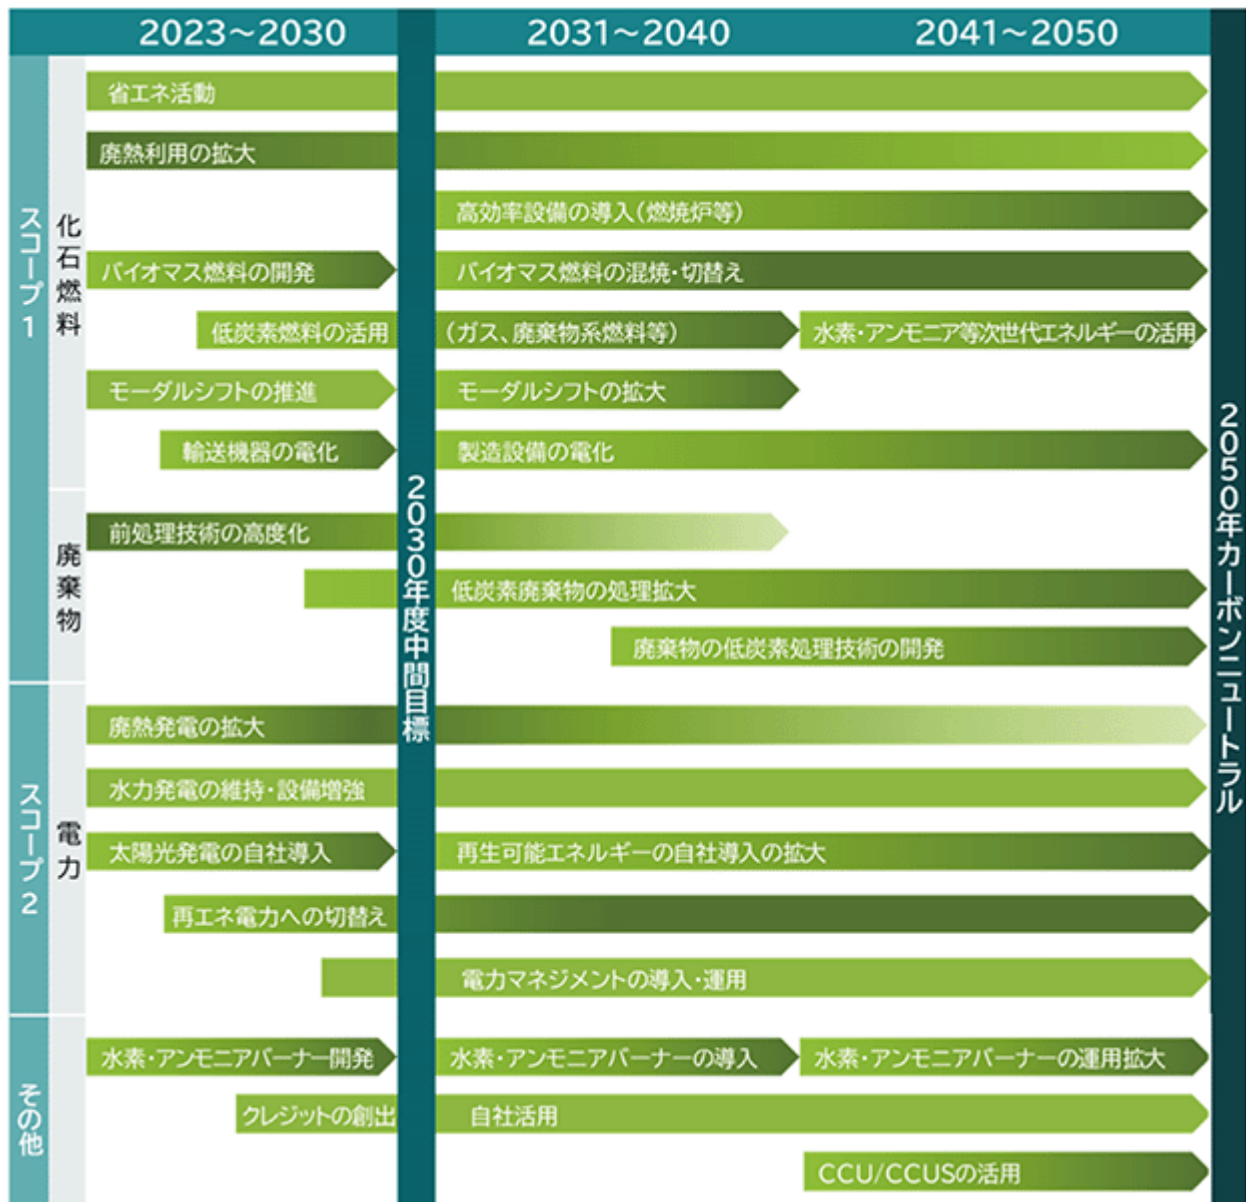 2023～2030
2031～2040
2041～2050
スコープ1
化石燃料
省エネ活動
廃熱利用の拡大
高効率設備の導入（燃焼炉等）
バイオマス燃料の開発
バイオマス燃料の混焼・切替え
低炭素燃料の活用
（ガス、廃棄物系燃料等）
水素・アンモニア等次世代エネルギーの活用
モーダルシフトの推進
モーダルシフトの拡大
輸送機器の電化
製造設備の電化
廃棄物
前処理技術の高度化
低炭素廃棄物の処理拡大
廃棄物の低炭素処理技術の開発
スコープ2
電力
廃熱発電の拡大
水力発電の維持・設備増強
太陽光発電の自社導入
再生可能エネルギーの自社導入の拡大
再エネ電力への切替え
電力マネジメントの導入・運用
その他
水素・アンモニアバーナー開発
水素・アンモニアバーナーの導入
水素・アンモニアバーナーの運用拡大
クレジットの創出
自社活用
CCU/CCUSの活用
2030年度中間目標
2050年カーボンニュートラル